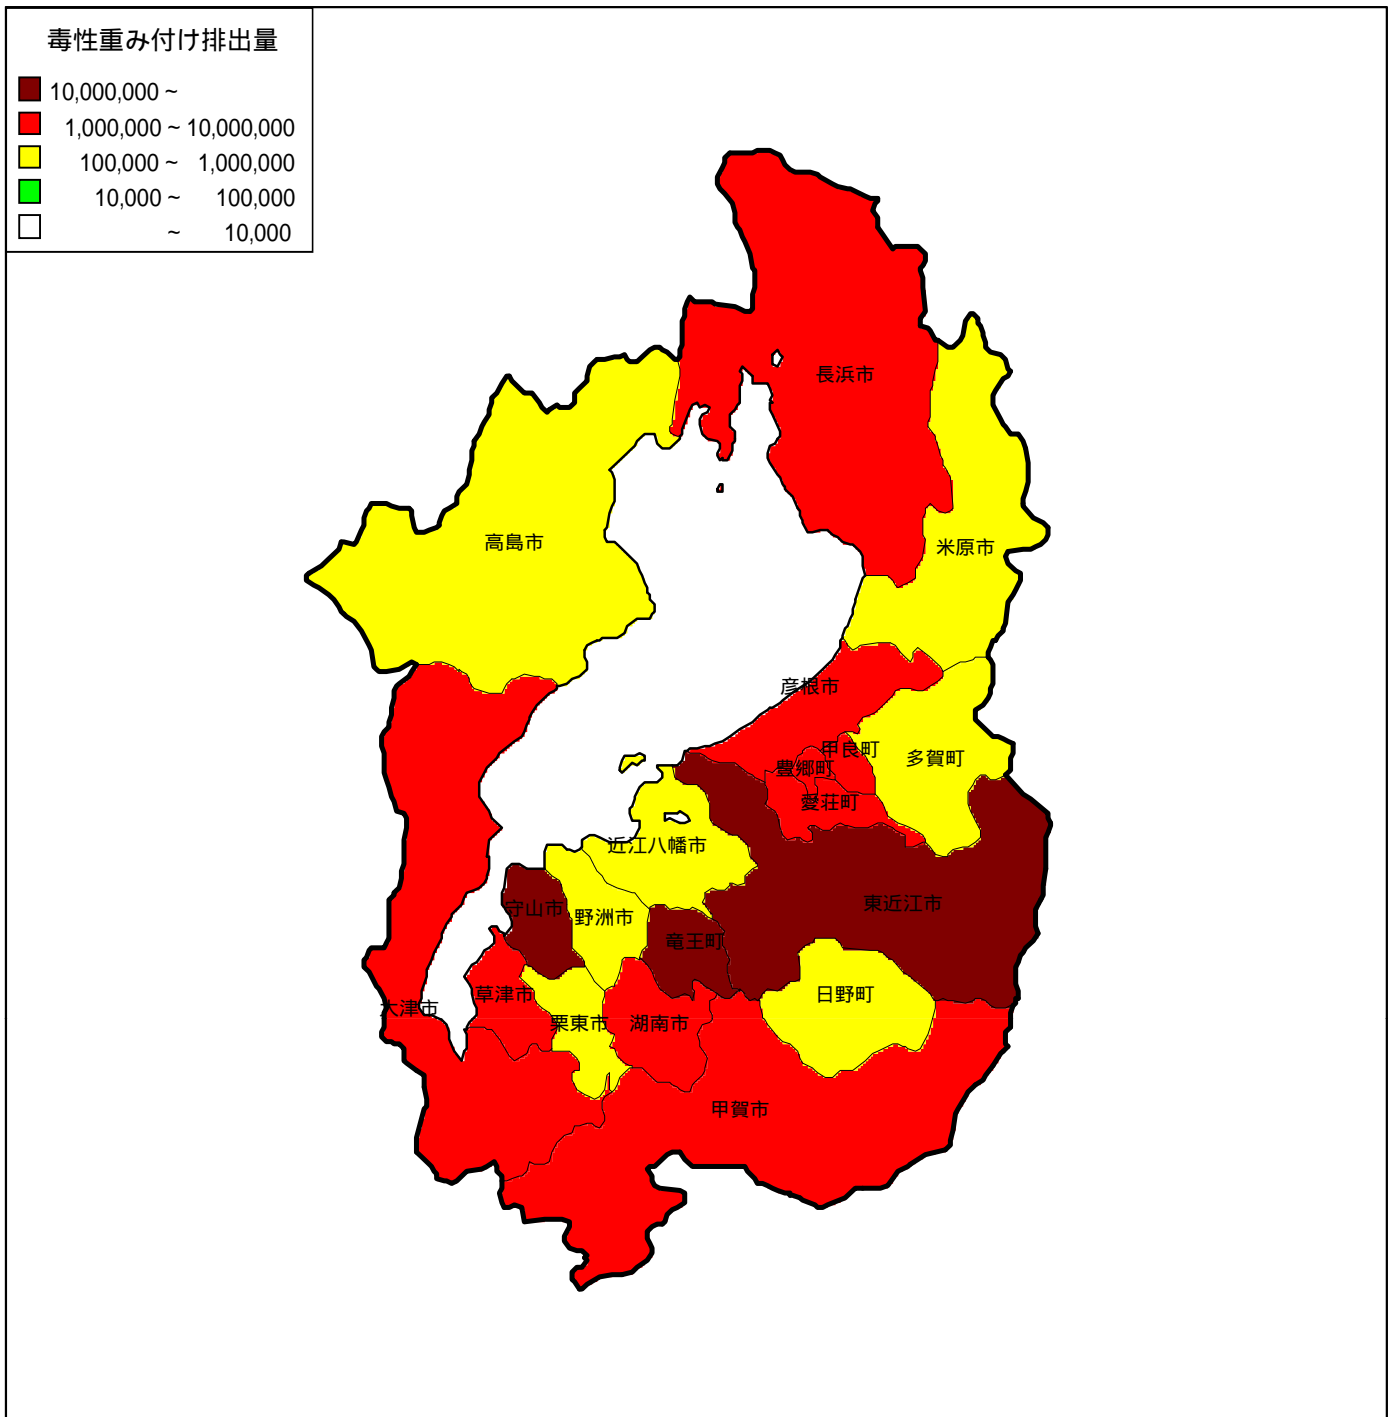 毒性重み付け排出量
10,000,000 ~
1,000,000 ~ 10,000,000
100,000 ~ 1,000,000
10,000 ~ 100,000
~ 10,000
長浜市
高島市
米原市
彦根市
甲良町
多賀町
豊郷町
愛荘町
近江八幡市
東近江市
守山市
野洲市
竜王町
草津市
日野町
大津市
栗東市
湖南市
甲賀市